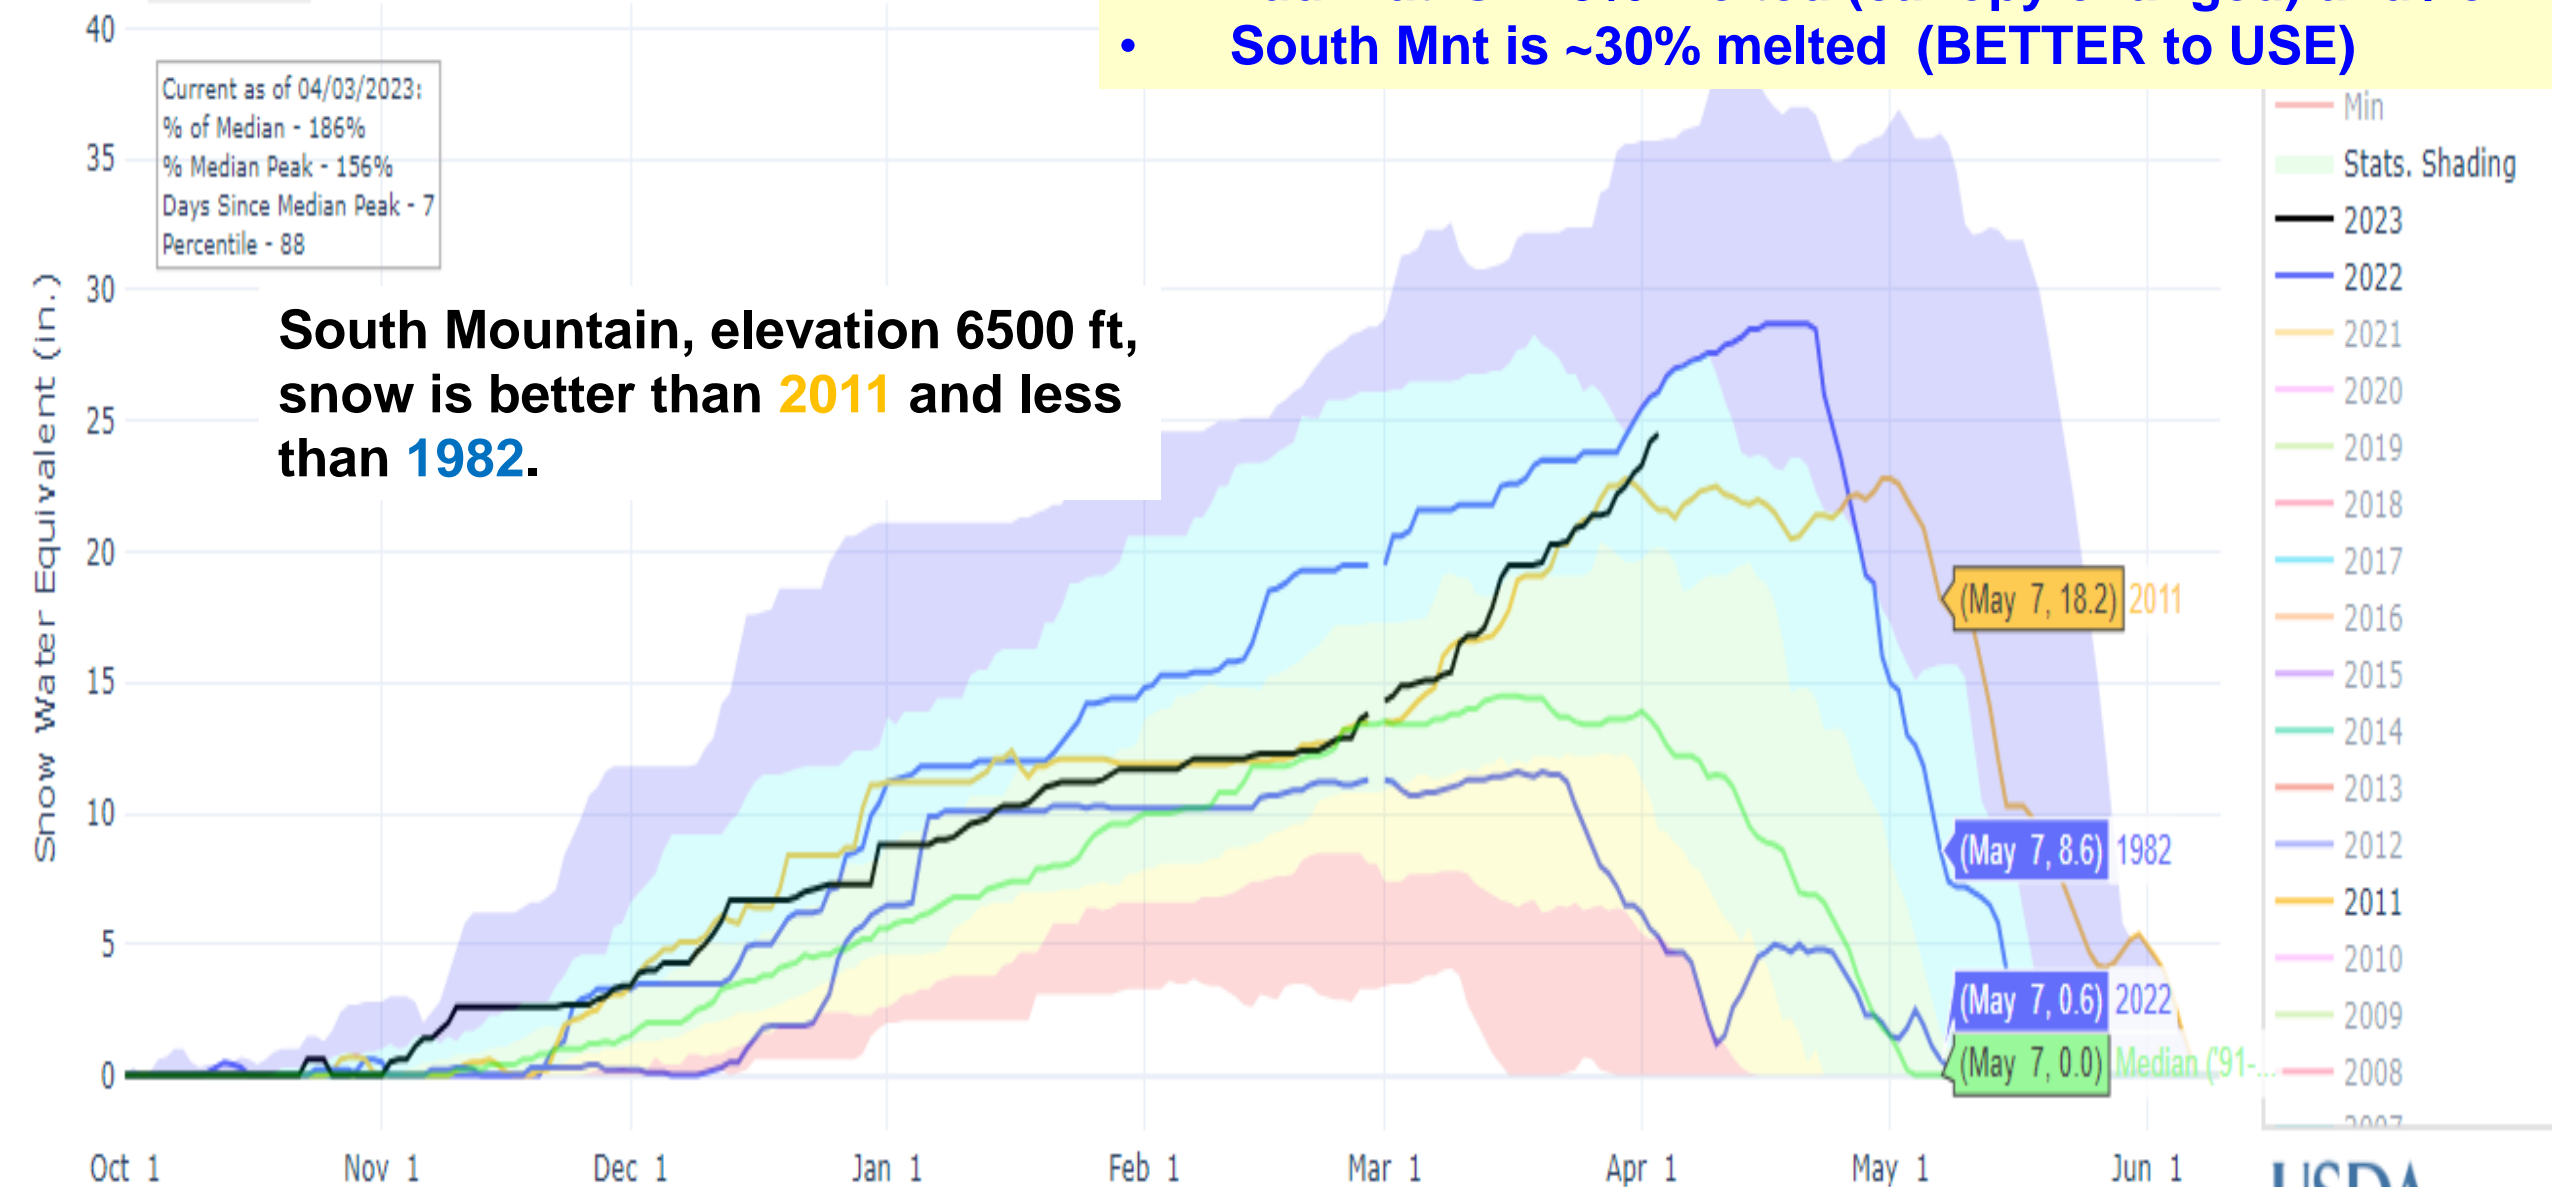 • South Mnt is ~30% melted (BETTER to USE)
40
35
30
25
20
15
10
5
0
Snow Water Equivalent (in.)
Current as of 04/03/2023:
% of Median - 186%
% Median Peak - 156%
Days Since Median Peak - 7
Percentile - 88
South Mountain, elevation 6500 ft,
snow is better than 2011 and less
than 1982.
(May 7, 18.2) 2011
(May 7, 8.6) 1982
(May 7, 0.6) 2022
(May 7, 0.0) Median ('91-...
Oct 1
Nov 1
Dec 1
Jan 1
Feb 1
Mar 1
Apr 1
May 1
Jun 1
Min
Stats. Shading
2023
2022
2021
2020
2019
2018
2017
2016
2015
2014
2013
2012
2011
2010
2009
2008
2007
USDA